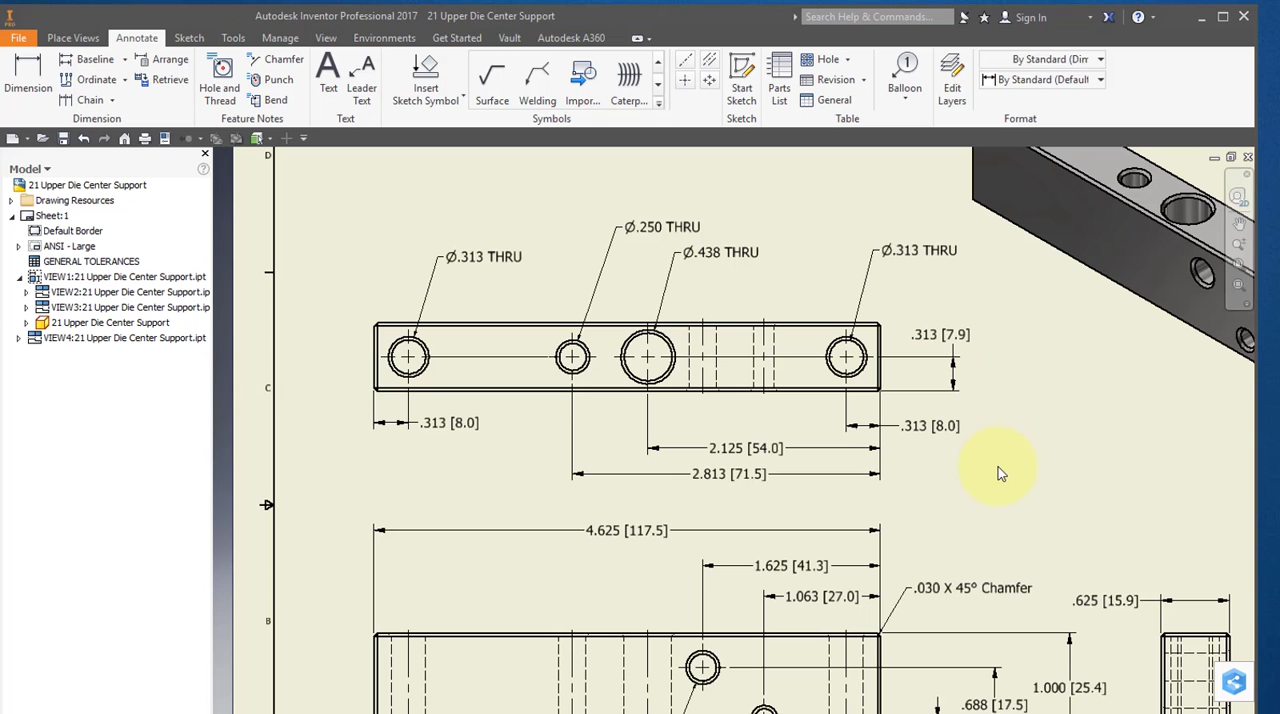 Autodesk Inventor Professional 2017 21 Upper Die Center Support
Search Help & Commands...
Sign In
PRO
File Place Views Annotate Sketch Tools Manage View Environments Get Started Vault Autodesk A360
Dimension
Baseline
Ordinate
Chain
Arrange
Retrieve
Dimension
Hole and Thread
Chamfer
Punch
Bend
Feature Notes
Text
Leader Text
Text
Insert Sketch Symbol
Surface
Welding
Impor...
Caterp...
Symbols
Start Sketch
Sketch
Parts List
Hole
Revision
General
Table
Balloon
Edit Layers
By Standard (Dim
By Standard (Default
Format
Model
21 Upper Die Center Support
Drawing Resources
Sheet:1
Default Border
ANSI - Large
GENERAL TOLERANCES
VIEW1:21 Upper Die Center Support.ipt
VIEW2:21 Upper Die Center Support.ip
VIEW3:21 Upper Die Center Support.ip
21 Upper Die Center Support
VIEW4:21 Upper Die Center Support.ipt
D
C
B
Ø.250 THRU
Ø.313 THRU
Ø.438 THRU
Ø.313 THRU
.313 [7.9]
.313 [8.0]
.313 [8.0]
2.125 [54.0]
2.813 [71.5]
4.625 [117.5]
1.625 [41.3]
1.063 [27.0]
.030 X 45° Chamfer
.625 [15.9]
1.000 [25.4]
.688 [17.5]
2D